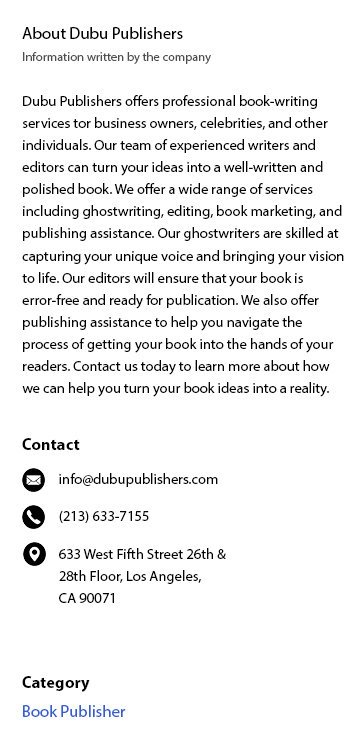 About Dubu Publishers
Information written by the company
Dubu Publishers offers professional book-writing
services tor business owners, celebrities, and other
individuals. Our team of experienced writers and
editors can turn your ideas into a well-written and
polished book. We offer a wide range of services
including ghostwriting, editing, book marketing, and
publishing assistance. Our ghostwriters are skilled at
capturing your unique voice and bringing your vision
to life. Our editors will ensure that your book is
error-free and ready for publication. We also offer
publishing assistance to help you navigate the
process of getting your book into the hands of your
readers. Contact us today to learn more about how
we can help you turn your book ideas into a reality.
Contact
info@dubupublishers.com
(213) 633-7155
633 West Fifth Street 26th &
28th Floor, Los Angeles,
CA 90071
Category
Book Publisher